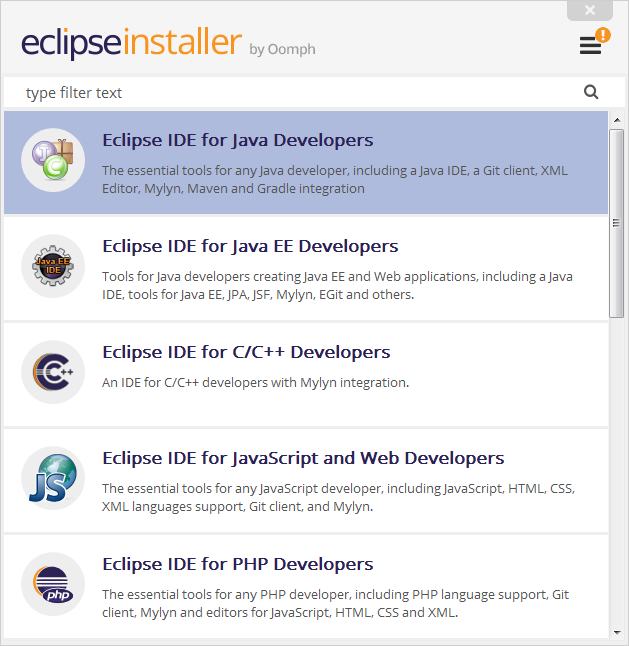 eclipseinstaller by Oomph
!
type filter text
Eclipse IDE for Java Developers
The essential tools for any Java developer, including a Java IDE, a Git client, XML
Editor, Mylyn, Maven and Gradle integration
J
C
Eclipse IDE for Java EE Developers
Tools for Java developers creating Java EE and Web applications, including a Java
IDE, tools for Java EE, JPA, JSF, Mylyn, EGit and others.
Java EE
IDE
Eclipse IDE for C/C++ Developers
An IDE for C/C++ developers with Mylyn integration.
C++
Eclipse IDE for JavaScript and Web Developers
The essential tools for any JavaScript developer, including JavaScript, HTML, CSS,
XML languages support, Git client, and Mylyn.
JS
Eclipse IDE for PHP Developers
The essential tools for any PHP developer, including PHP language support, Git
client, Mylyn and editors for JavaScript, HTML, CSS and XML.
php